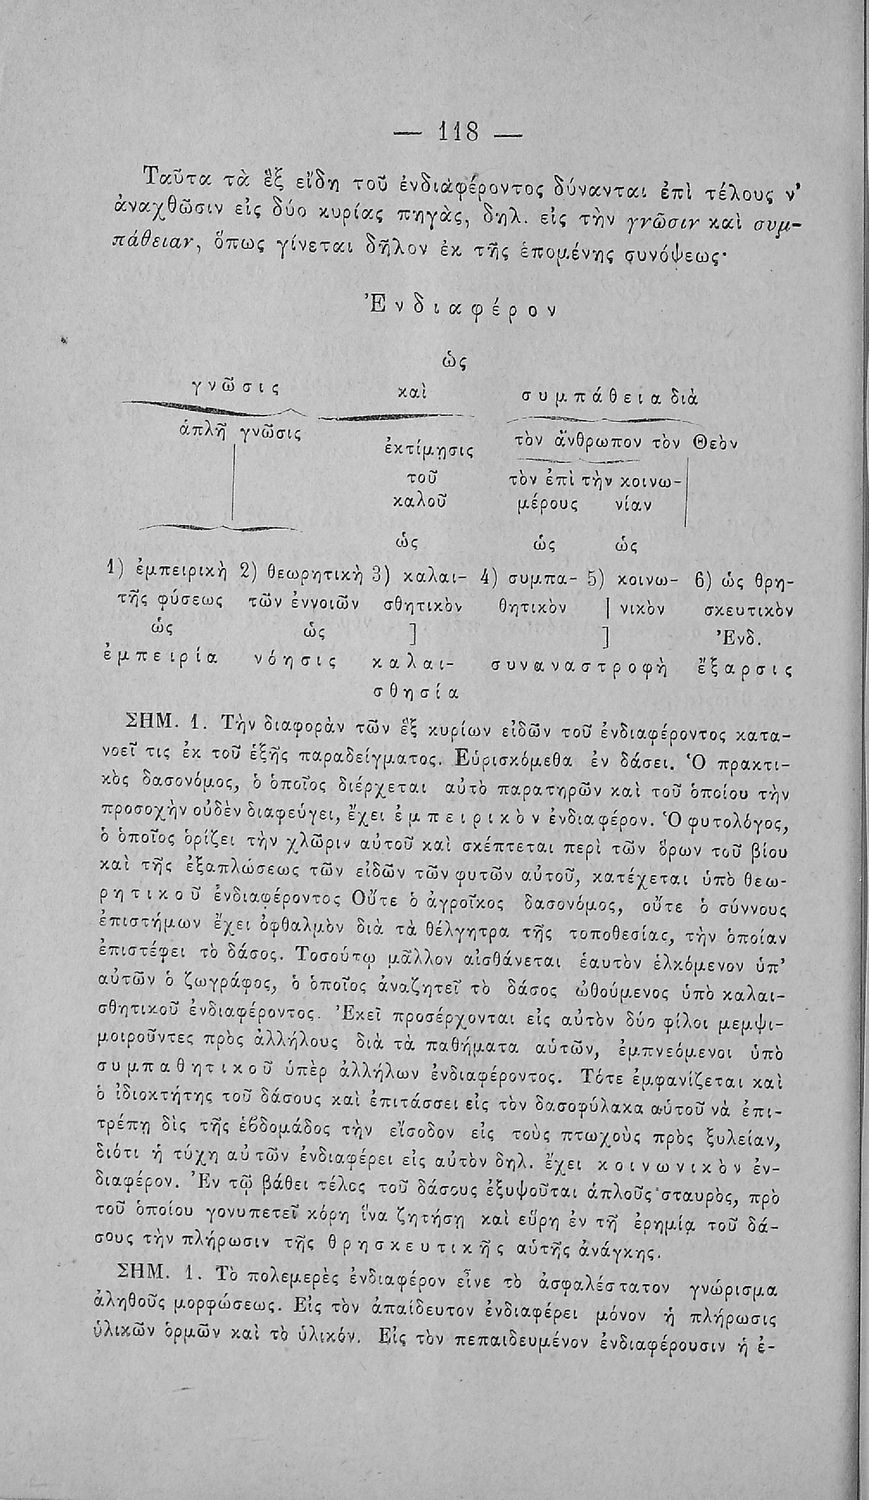 — 118 —
Ταῦτα τὰ ἓξ εἴδη τοῦ ἐνδιαφέροντος δύνανται ἐπὶ τέλους ν’
ἀναχθῶσιν εἰς δύο κυρίας πηγάς, δηλ. εἰς τὴν γνῶσιν καὶ συμ-
πάθειαν, ὅπως γίνεται δῆλον ἐκ τῆς ἑπομένης συνόψεως·
Ἐνδιαφέρον
ὡς
γνῶσις καὶ συμπάθεια διὰ
ἁπλῆ γνῶσις ἐκτίμησις τὸν ἄνθρωπον τὸν Θεὸν
τοῦ τὸν ἐπὶ τὴν κοινω-
καλοῦ μέρους νίαν
ὡς ὡς ὡς
1) ἐμπειρικὴ 2) θεωρητικὴ 3) καλαι- 4) συμπα- 5) κοινω- 6) ὡς θρη-
τῆς φύσεως τῶν ἐννοιῶν σθητικὸν θητικὸν | νικὸν σκευτικὸν
ὡς ὡς ] ] Ἐνδ.
ἐμπειρία νόησις καλαι- συναναστροφὴ ἔξαρσις
σθησία
ΣΗΜ. 1. Τὴν διαφορὰν τῶν ἓξ κυρίων εἰδῶν τοῦ ἐνδιαφέροντος κατα-
νοεῖ τις ἐκ τοῦ ἑξῆς παραδείγματος. Εὑρισκόμεθα ἐν δάσει. Ὁ πρακτι-
κὸς δασονόμος, ὁ ὁποῖος διέρχεται αὐτὸ παρατηρῶν καὶ τοῦ ὁποίου τὴν
προσοχὴν οὐδὲν διαφεύγει, ἔχει ἐμπειρικὸν ἐνδιαφέρον. Ὁ φυτολόγος,
ὁ ὁποῖος ὁρίζει τὴν χλῶριν αὐτοῦ καὶ σκέπτεται περὶ τῶν ὅρων τοῦ βίου
καὶ τῆς ἐξαπλώσεως τῶν εἰδῶν τῶν φυτῶν αὐτοῦ, κατέχεται ὑπὸ θεω-
ρητικοῦ ἐνδιαφέροντος Οὔτε ὁ ἀγροῖκος δασονόμος, οὔτε ὁ σύννους
ἐπιστήμων ἔχει ὀφθαλμὸν διὰ τὰ θέλγητρα τῆς τοποθεσίας, τὴν ὁποίαν
ἐπιστέφει τὸ δάσος. Τοσούτῳ μᾶλλον αἰσθάνεται ἑαυτὸν ἑλκόμενον ὑπ’
αὐτῶν ὁ ζωγράφος, ὁ ὁποῖος ἀναζητεῖ τὸ δάσος ὠθούμενος ὑπὸ καλαι-
σθητικοῦ ἐνδιαφέροντος. Ἐκεῖ προσέρχονται εἰς αὐτὸν δύο φίλοι μεμψι-
μοιροῦντες πρὸς ἀλλήλους διὰ τὰ παθήματα αὑτῶν, ἐμπνεόμενοι ὑπὸ
συμπαθητικοῦ ὑπὲρ ἀλλήλων ἐνδιαφέροντος. Τότε ἐμφανίζεται καὶ
ὁ ἰδιοκτήτης τοῦ δάσους καὶ ἐπιτάσσει εἰς τὸν δασοφύλακα αὑτοῦ νὰ ἐπι-
τρέπῃ δὶς τῆς ἑβδομάδος τὴν εἴσοδον εἰς τοὺς πτωχοὺς πρὸς ξυλείαν,
διότι ἡ τύχη αὐτῶν ἐνδιαφέρει εἰς αὐτὸν δηλ. ἔχει κοινωνικὸν ἐν-
διαφέρον. Ἐν τῷ βάθει τέλος τοῦ δάσους ἐξυψοῦται ἁπλοῦς σταυρὸς, πρὸ
τοῦ ὁποίου γονυπετεῖ κόρη ἵνα ζητήσῃ καὶ εὕρῃ ἐν τῇ ἐρημίᾳ τοῦ δά-
σους τὴν πλήρωσιν τῆς θρησκευτικῆς αὑτῆς ἀνάγκης.
ΣΗΜ. 1. Τὸ πολεμερὲς ἐνδιαφέρον εἶνε τὸ ἀσφαλέστατον γνώρισμα
ἀληθοῦς μορφώσεως. Εἰς τὸν ἀπαίδευτον ἐνδιαφέρει μόνον ἡ πλήρωσις
ὑλικῶν ὁρμῶν καὶ τὸ ὑλικόν. Εἰς τὸν πεπαιδευμένον ἐνδιαφέρουσιν ἡ ἐ-